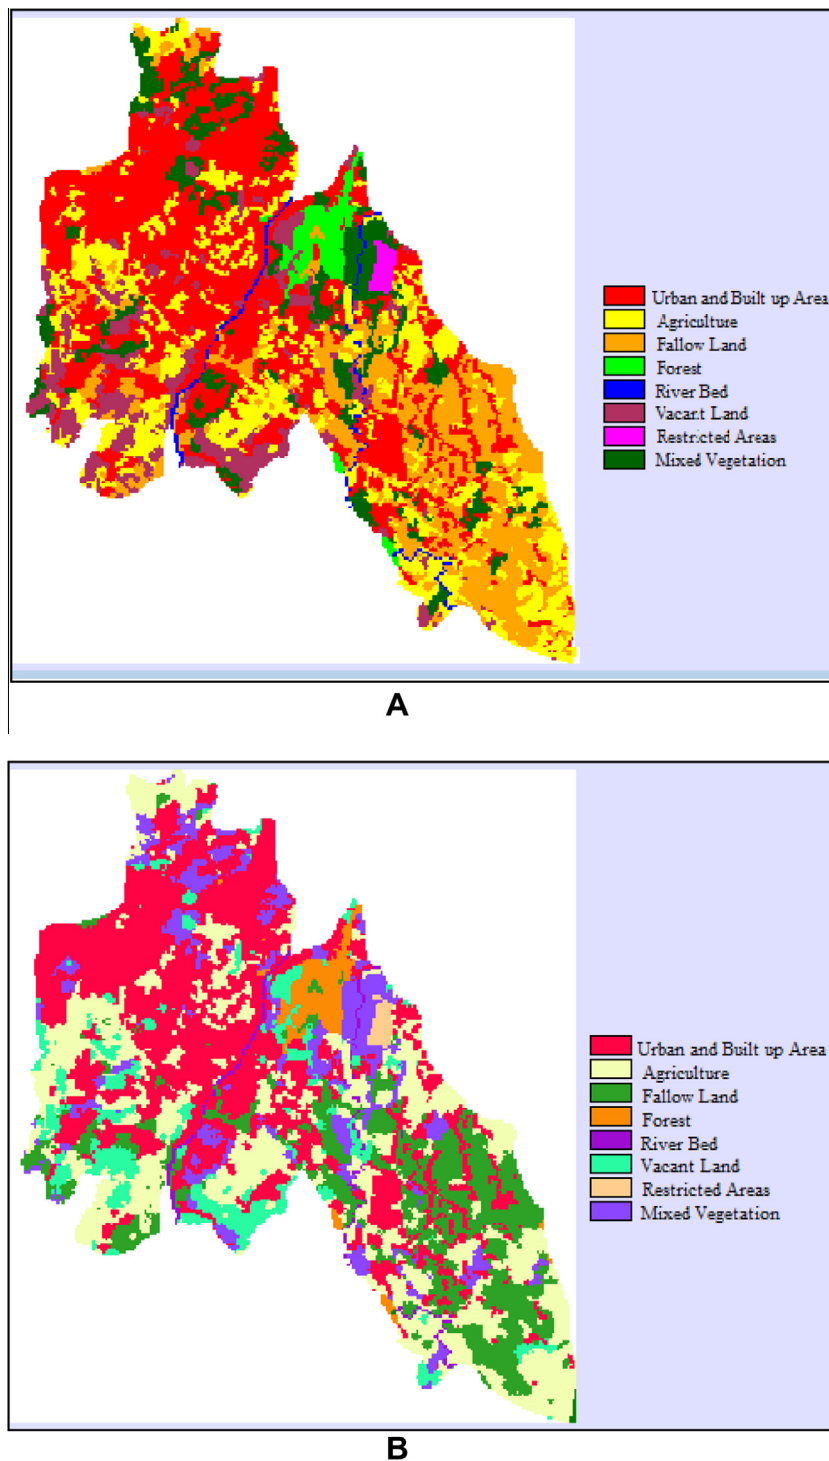 Urban and Built up Area
Agriculture
Fallow Land
Forest
River Bed
Vacant Land
Restricted Areas
Mixed Vegetation
A
Urban and Built up Area
Agriculture
Fallow Land
Forest
River Bed
Vacant Land
Restricted Areas
Mixed Vegetation
B